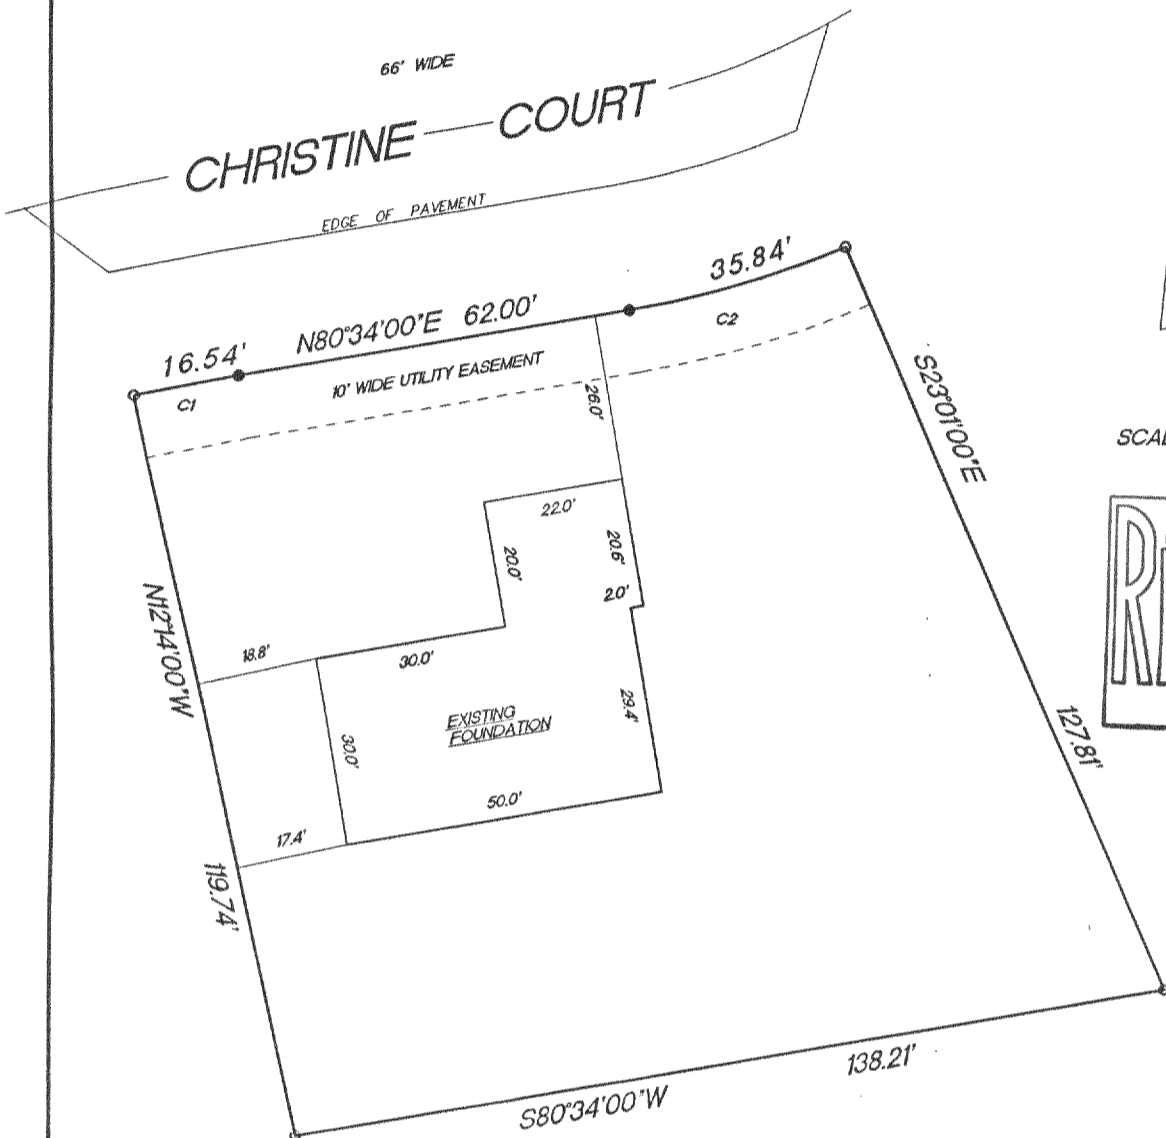 66' WIDE
CHRISTINE COURT
EDGE OF PAVEMENT
35.84'
N80°34'00"E 62.00'
16.54'
C2
C1
10' WIDE UTILITY EASEMENT
26.0'
S23°01'00"E
22.0'
20.0'
20.6'
2.0'
N12°14'00"W
18.8'
30.0'
29.4'
EXISTING
FOUNDATION
30.0'
127.81'
50.0'
17.4'
119.74'
138.21'
S80°34'00"W